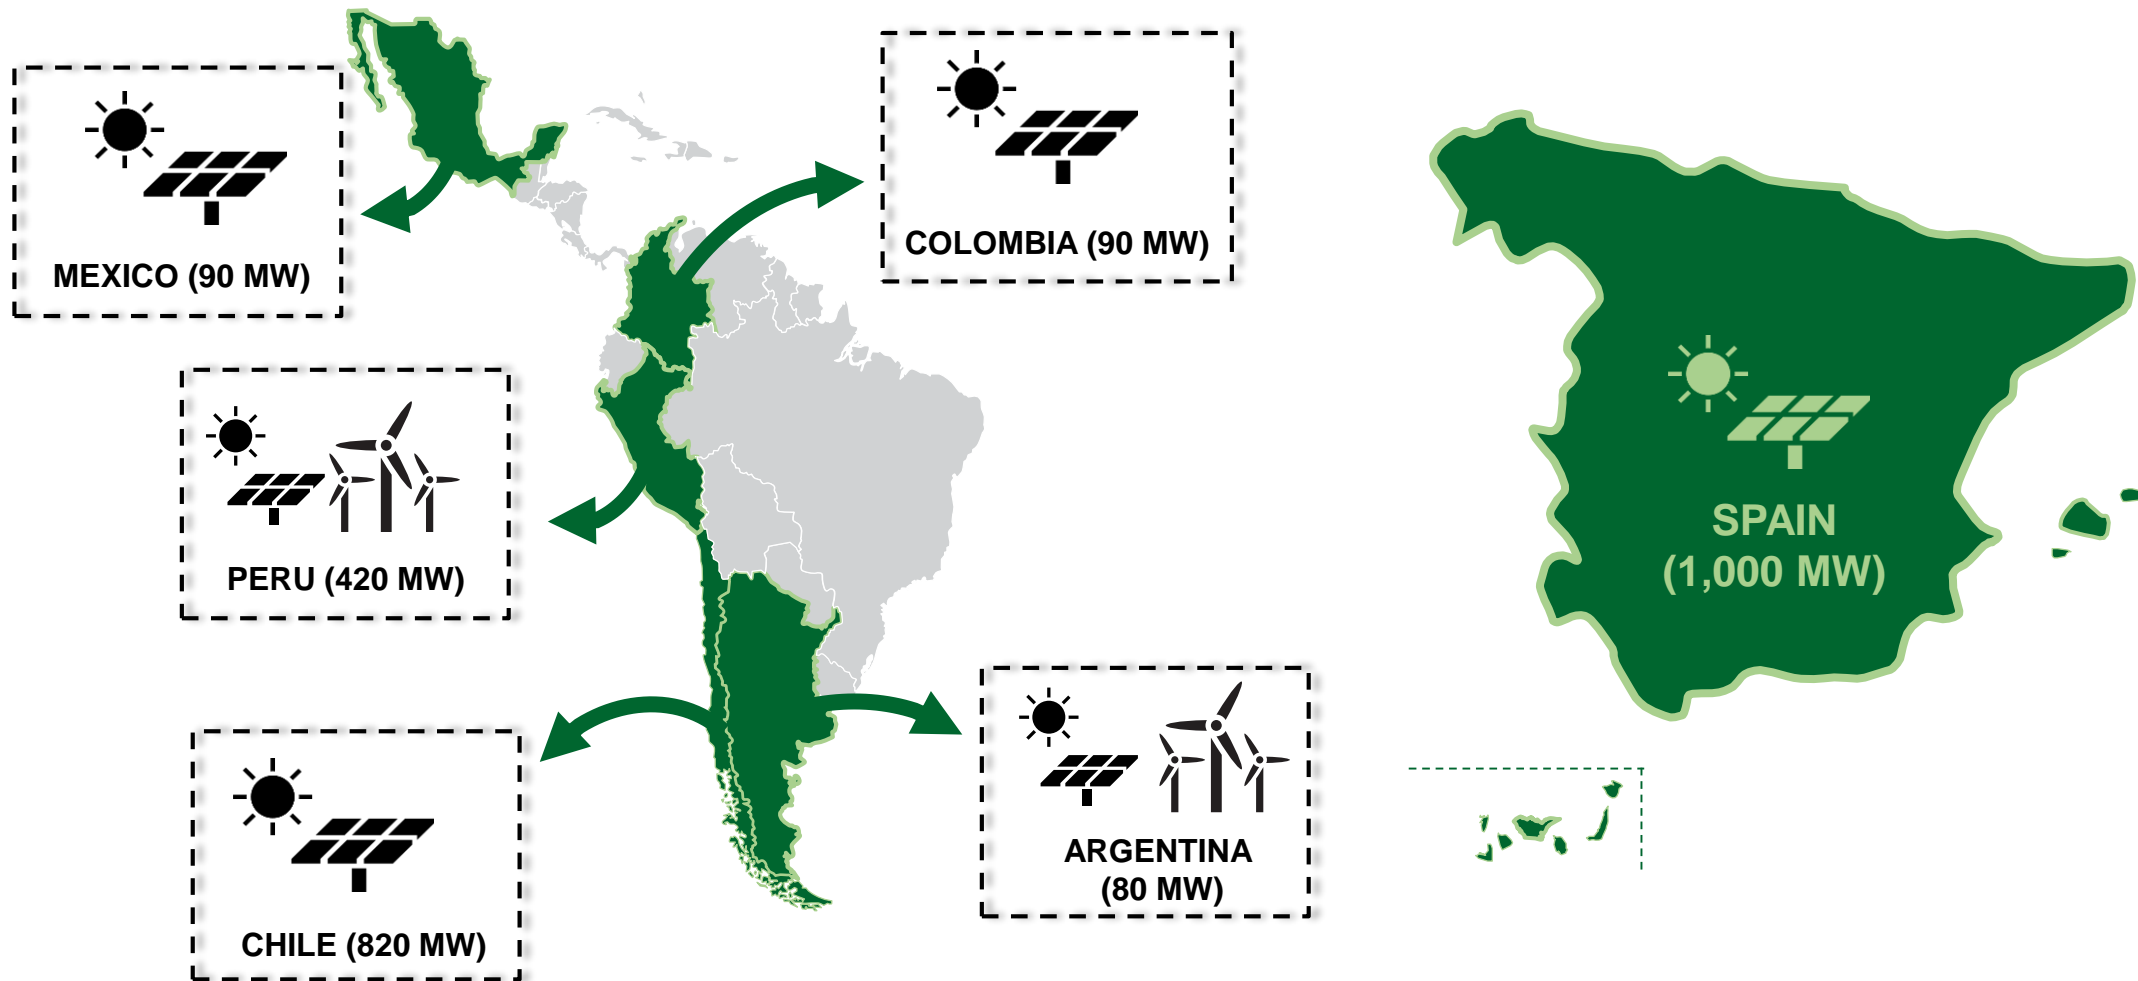 MEXICO (90 MW)
COLOMBIA (90 MW)
PERU (420 MW)
SPAIN
(1,000 MW)
CHILE (820 MW)
ARGENTINA
(80 MW)